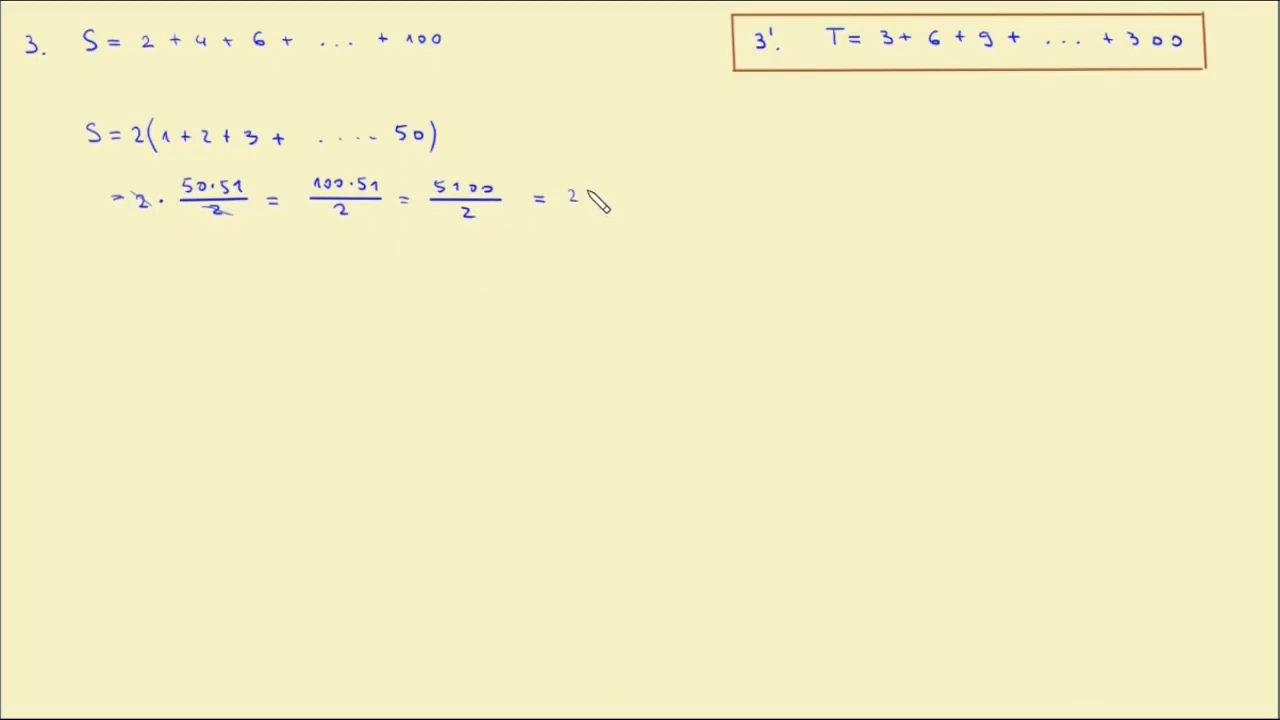 3. S = 2 + 4 + 6 + ... + 100
3'. T = 3 + 6 + 9 + ... + 300
S = 2(1 + 2 + 3 + .... 50)
= 2 · 50·51/2 = 100·51/2 = 5100/2 = 2